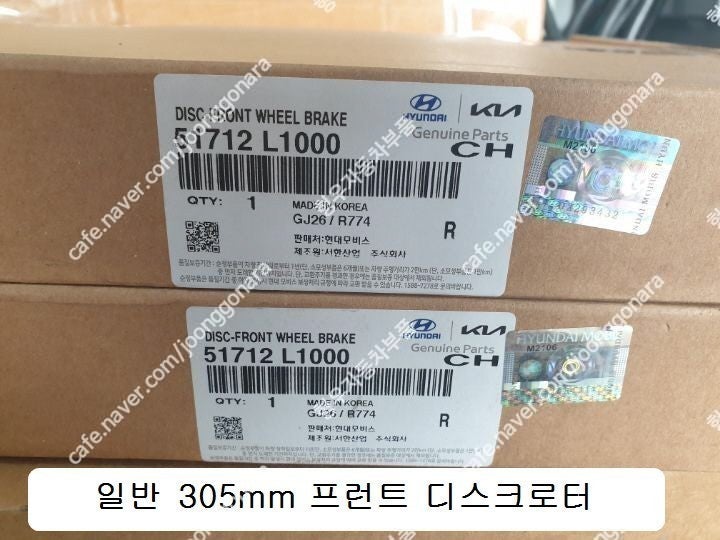 DISC-FRONT WHEEL BRAKE
51712 L1000
HYUNDAI KIA
Genuine Parts
CH
QTY: 1
MADE IN KOREA
GJ26 / R774
R
판매처:현대모비스
제조원:서한산업 주식회사
HYUNDAI MOBIS
M2106
DISC-FRONT WHEEL BRAKE
51712 L1000
HYUNDAI KIA
Genuine Parts
CH
QTY: 1
MADE IN KOREA
GJ26 / R774
R
판매처:현대모비스
제조원:서한산업 주식회사
M2106
일반 305mm 프런트 디스크로터
cafe.naver.com/joonggonara